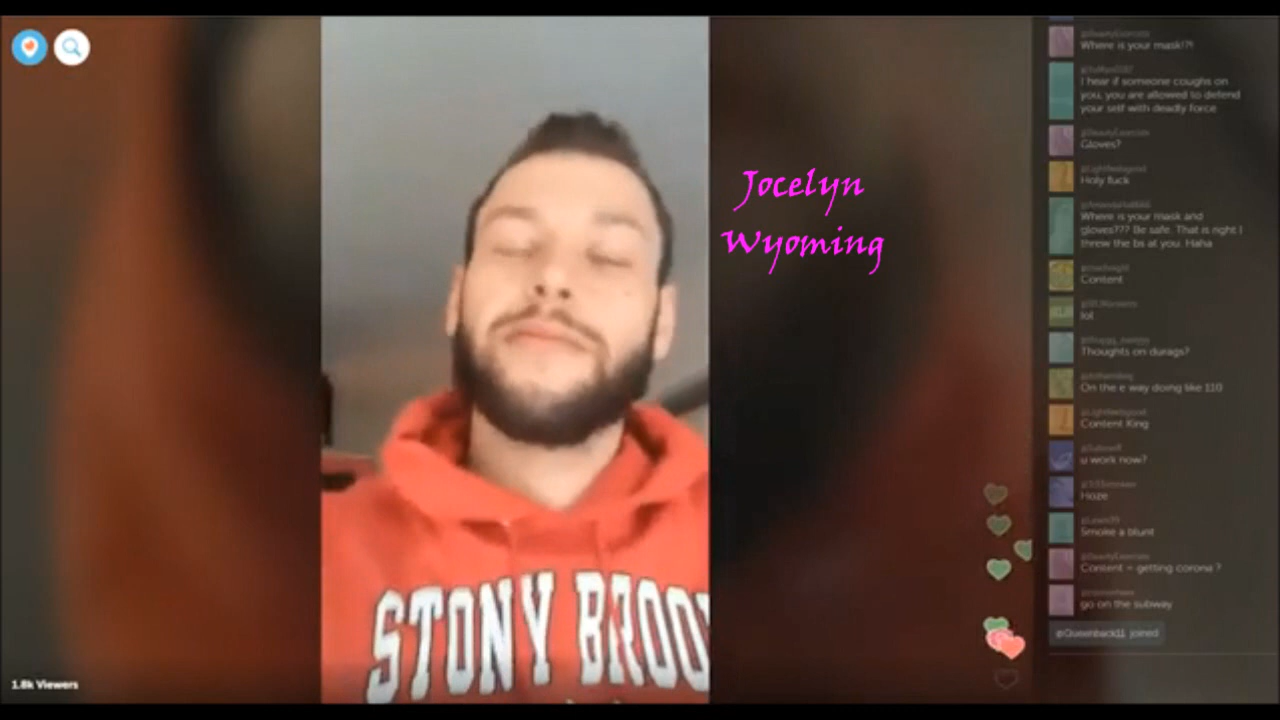 Jocelyn
Wyoming
STONY BROO
1.8k Viewers
Where is your mask!?!
I hear if someone coughs on
you, you are allowed to defend
your self with deadly force
Gloves?
Holy fuck
Where is your mask and
gloves??? Be safe. That is right I
threw the bs at you. Haha
Content
lol
Thoughts on durags?
On the e way doing like 110
Content King
u work now?
Haze
Smoke a blunt
Content = getting corona ?
go on the subway
@Queenback11 joined